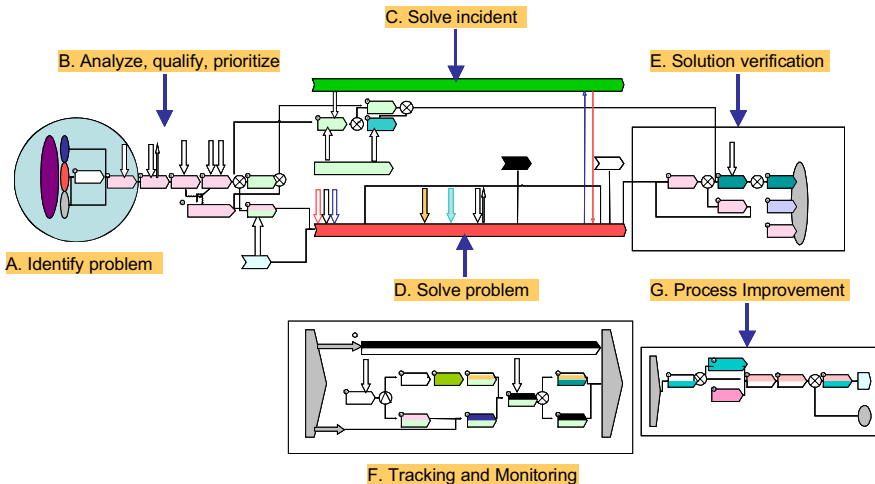 C. Solve incident
B. Analyze, qualify, prioritize
E. Solution verification
A. Identify problem
D. Solve problem
G. Process Improvement
F. Tracking and Monitoring